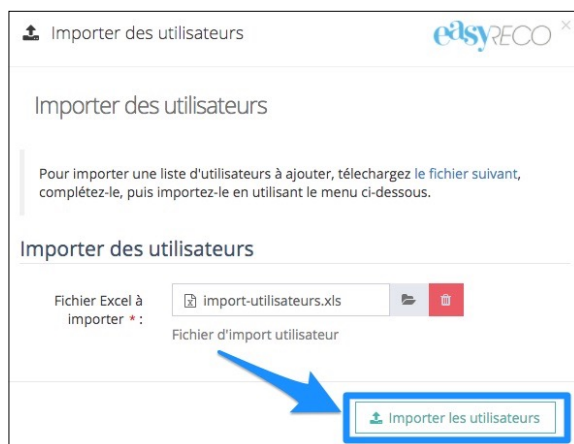 Importer des utilisateurs
easyRECO
Importer des utilisateurs
Pour importer une liste d'utilisateurs à ajouter, télechargez le fichier suivant,
complétez-le, puis importez-le en utilisant le menu ci-dessous.
Importer des utilisateurs
Fichier Excel à
importer * :
import-utilisateurs.xls
Fichier d'import utilisateur
Importer les utilisateurs